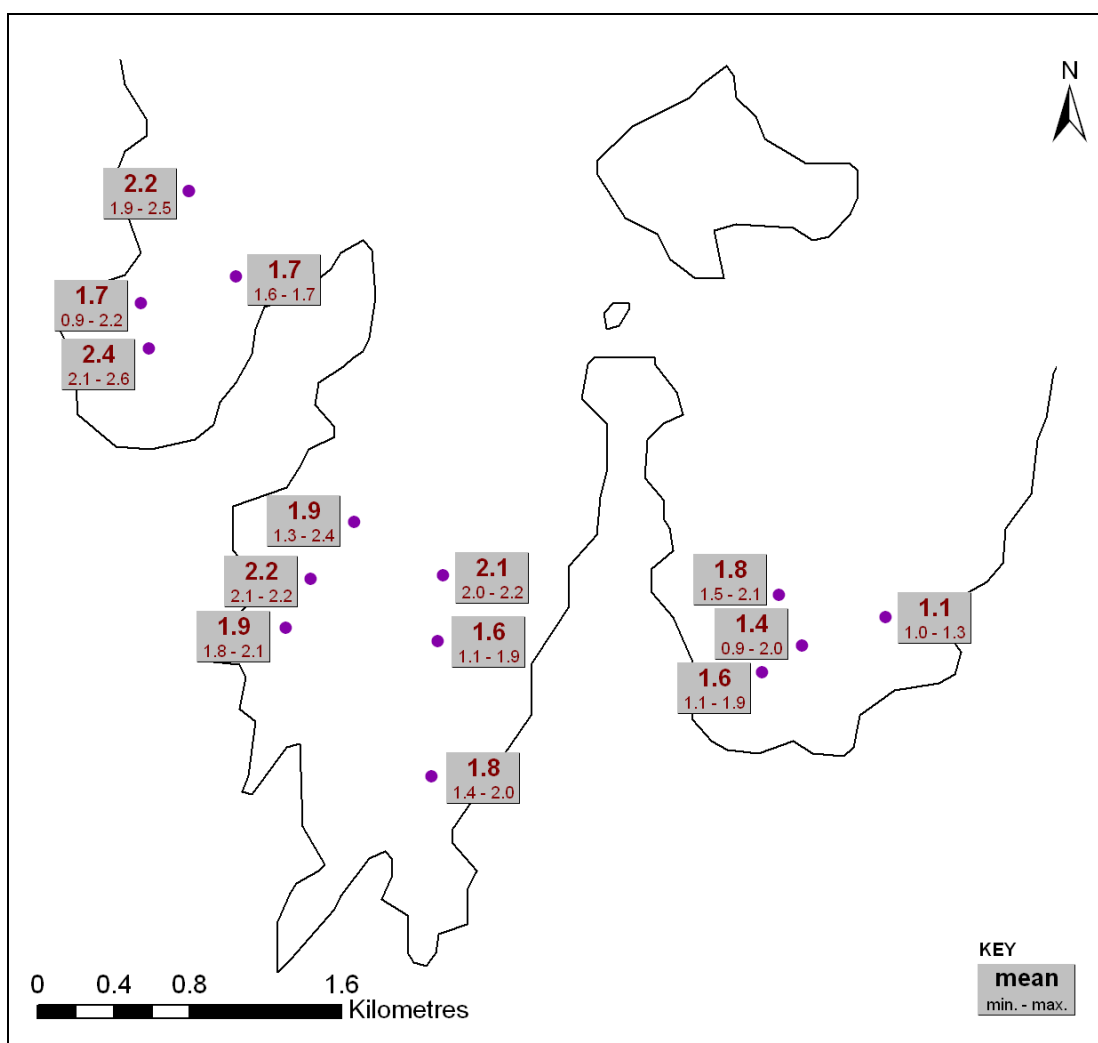 N
2.2
1.9 - 2.5
1.7
1.6 - 1.7
1.7
0.9 - 2.2
2.4
2.1 - 2.6
1.9
1.3 - 2.4
2.2
2.1 - 2.2
1.9
1.8 - 2.1
2.1
2.0 - 2.2
1.6
1.1 - 1.9
1.8
1.4 - 2.0
1.8
1.5 - 2.1
1.4
0.9 - 2.0
1.6
1.1 - 1.9
1.1
1.0 - 1.3
0 0.4 0.8 1.6
Kilometres
KEY
mean
min. - max.